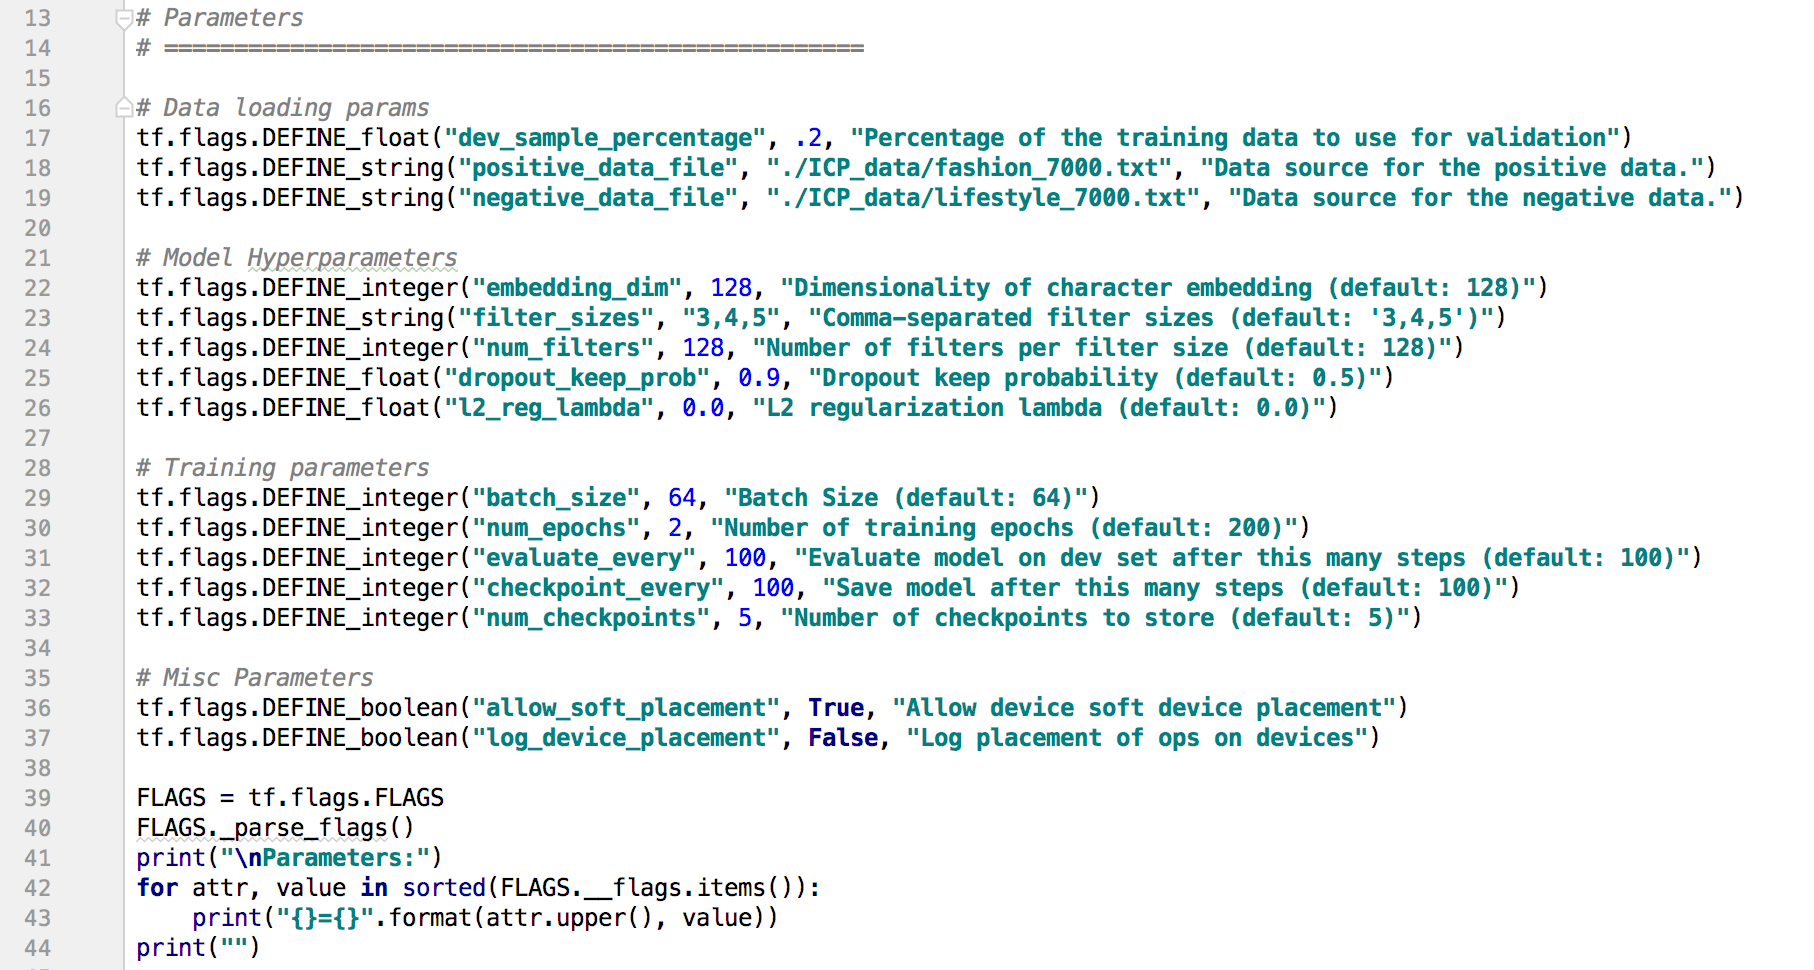 13 # Parameters
14 # ==================================================
15
16 # Data loading params
17 tf.flags.DEFINE_float("dev_sample_percentage", .2, "Percentage of the training data to use for validation")
18 tf.flags.DEFINE_string("positive_data_file", "./ICP_data/fashion_7000.txt", "Data source for the positive data.")
19 tf.flags.DEFINE_string("negative_data_file", "./ICP_data/lifestyle_7000.txt", "Data source for the negative data.")
20
21 # Model Hyperparameters
22 tf.flags.DEFINE_integer("embedding_dim", 128, "Dimensionality of character embedding (default: 128)")
23 tf.flags.DEFINE_string("filter_sizes", "3,4,5", "Comma-separated filter sizes (default: '3,4,5')")
24 tf.flags.DEFINE_integer("num_filters", 128, "Number of filters per filter size (default: 128)")
25 tf.flags.DEFINE_float("dropout_keep_prob", 0.9, "Dropout keep probability (default: 0.5)")
26 tf.flags.DEFINE_float("l2_reg_lambda", 0.0, "L2 regularization lambda (default: 0.0)")
27
28 # Training parameters
29 tf.flags.DEFINE_integer("batch_size", 64, "Batch Size (default: 64)")
30 tf.flags.DEFINE_integer("num_epochs", 2, "Number of training epochs (default: 200)")
31 tf.flags.DEFINE_integer("evaluate_every", 100, "Evaluate model on dev set after this many steps (default: 100)")
32 tf.flags.DEFINE_integer("checkpoint_every", 100, "Save model after this many steps (default: 100)")
33 tf.flags.DEFINE_integer("num_checkpoints", 5, "Number of checkpoints to store (default: 5)")
34
35 # Misc Parameters
36 tf.flags.DEFINE_boolean("allow_soft_placement", True, "Allow device soft device placement")
37 tf.flags.DEFINE_boolean("log_device_placement", False, "Log placement of ops on devices")
38
39 FLAGS = tf.flags.FLAGS
40 FLAGS._parse_flags()
41 print("\nParameters:")
42 for attr, value in sorted(FLAGS.__flags.items()):
43     print("{}={}".format(attr.upper(), value))
44 print("")